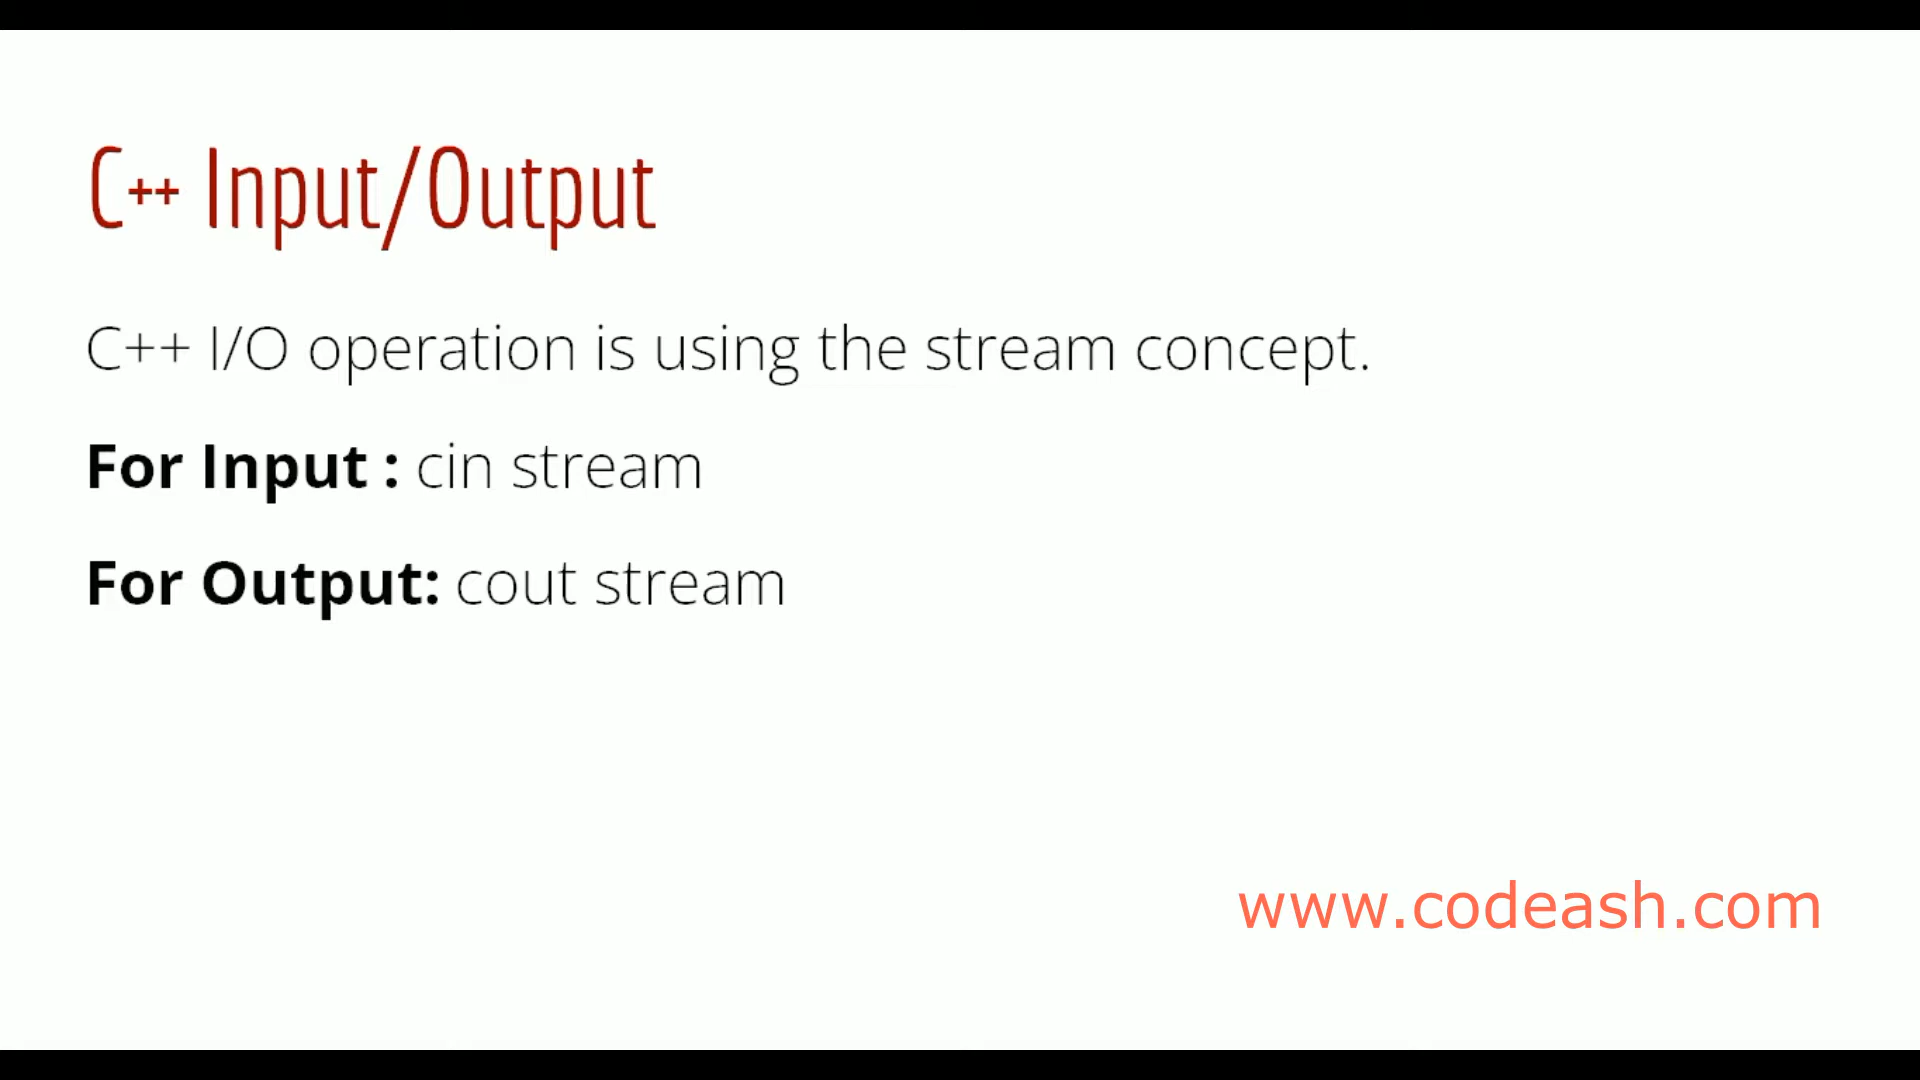 C++ Input/Output
C++ I/O operation is using the stream concept.
For Input : cin stream
For Output: cout stream
www.codeash.com